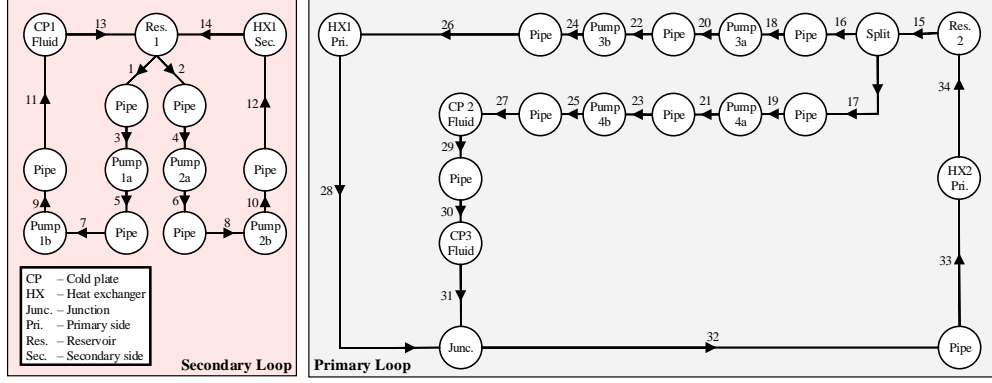 CP1
Fluid
13
Res.
1
14
HX1
Sec.
1
2
Pipe
Pipe
11
12
3
4
Pipe
Pump
1a
Pump
2a
Pipe
9
5
6
10
Pump
1b
7
Pipe
Pipe
8
Pump
2b
CP – Cold plate
HX – Heat exchanger
Junc. – Junction
Pri. – Primary side
Res. – Reservoir
Sec. – Secondary side
Secondary Loop
HX1
Pri.
26
Pipe
24
Pump
3b
22
Pipe
20
Pump
3a
18
Pipe
16
Split
15
Res.
2
34
CP 2
Fluid
27
Pipe
25
Pump
4b
23
Pipe
21
Pump
4a
19
Pipe
17
29
Pipe
28
HX2
Pri.
30
CP3
Fluid
33
31
Junc.
32
Pipe
Primary Loop